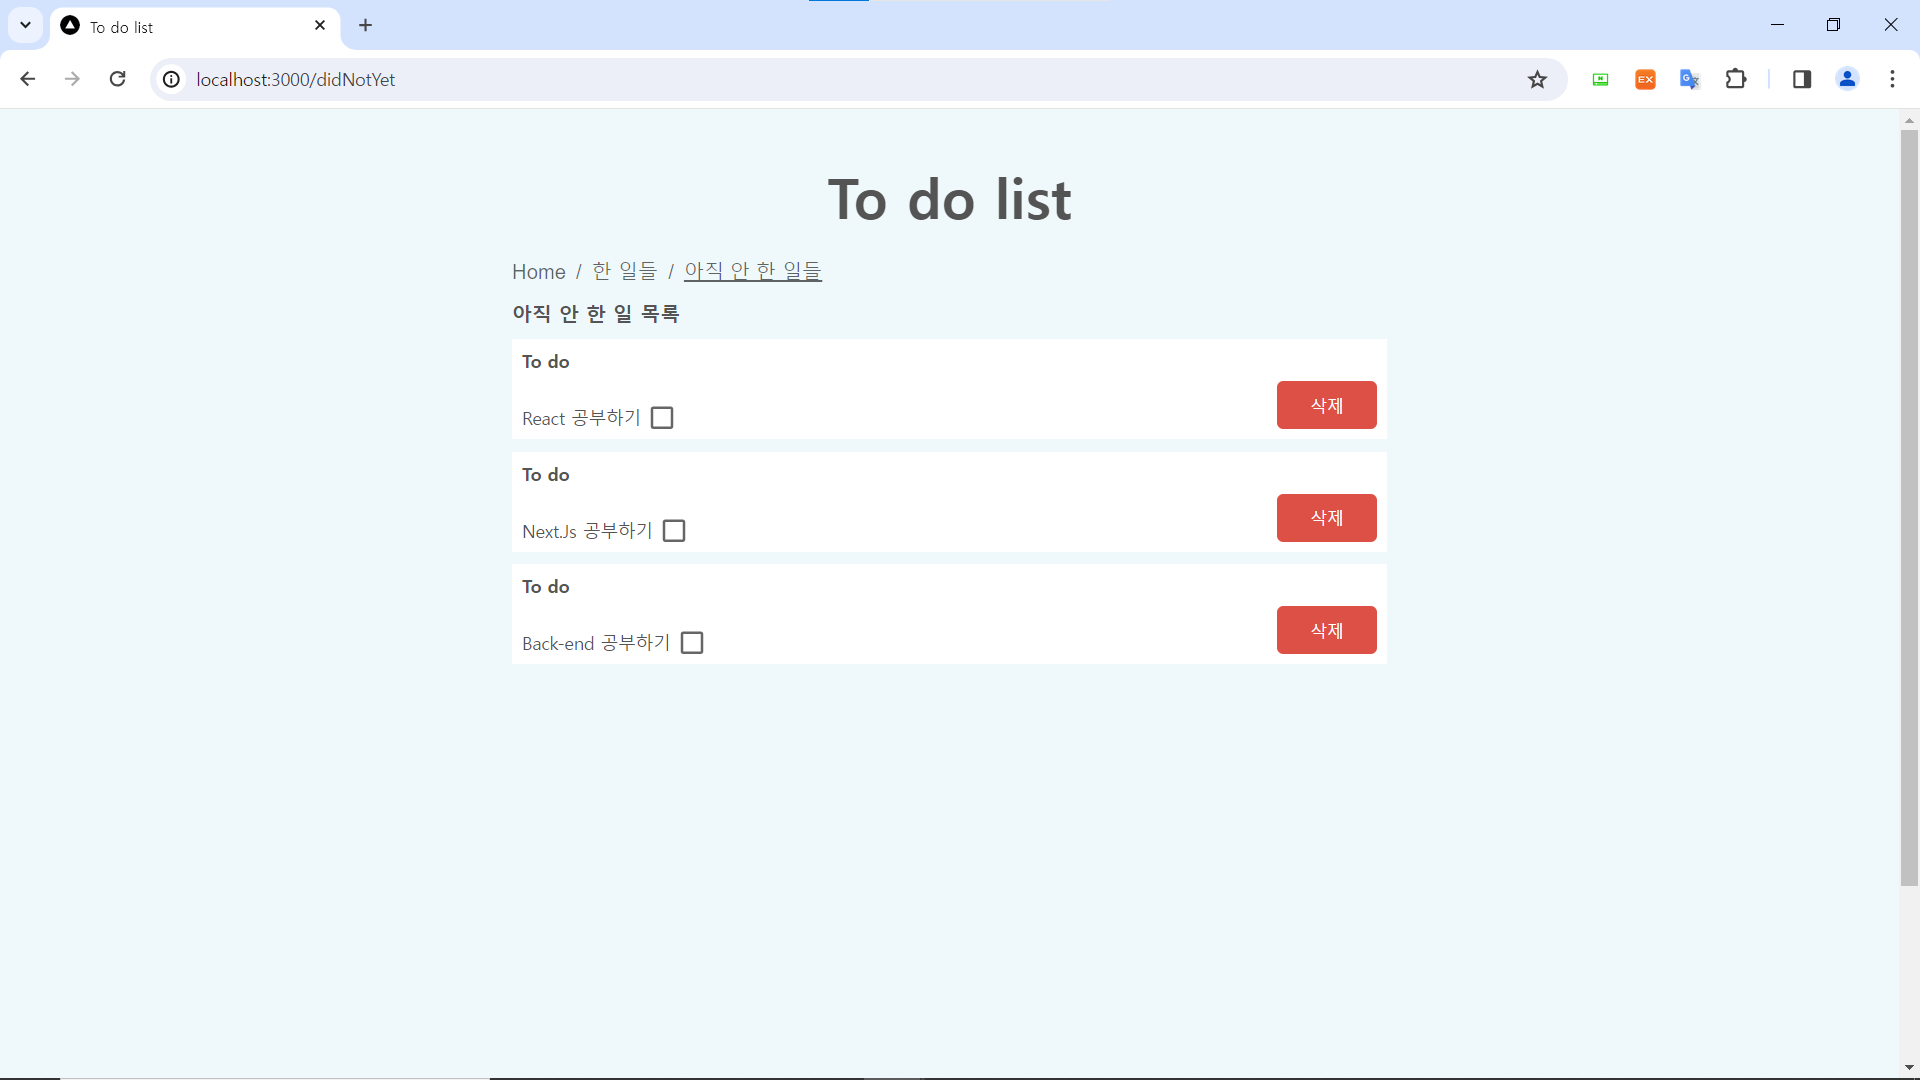 To do list
localhost:3000/didNotYet
EX
To do list
Home / 한 일들 / 아직 안 한 일들
아직 안 한 일 목록
To do
React 공부하기
삭제
To do
Next.Js 공부하기
삭제
To do
Back-end 공부하기
삭제